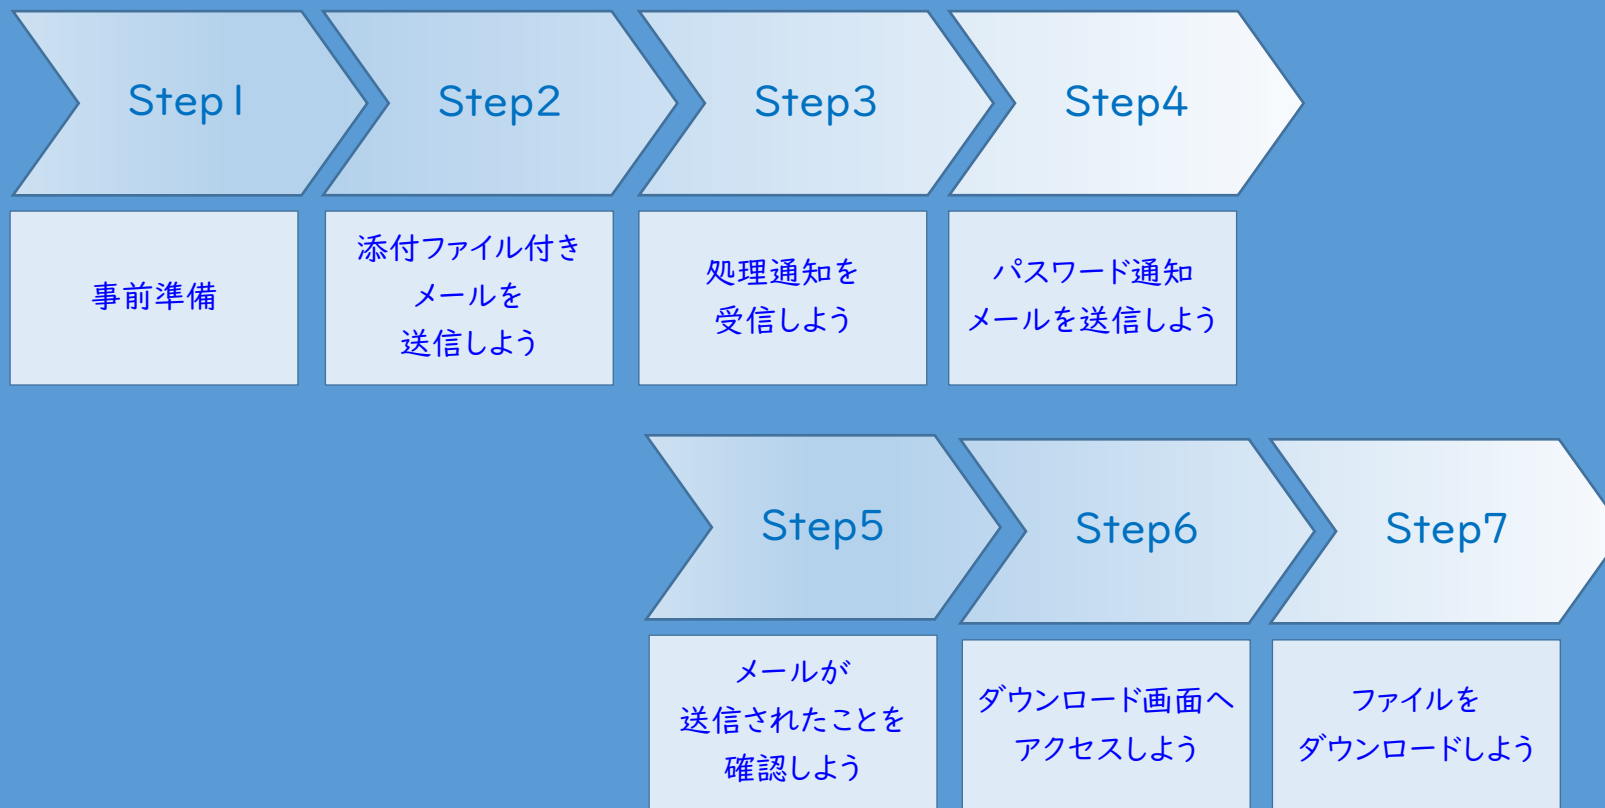 Step1
Step2
Step3
Step4
事前準備
添付ファイル付き
メールを
送信しよう
処理通知を
受信しよう
パスワード通知
メールを送信しよう
Step5
Step6
Step7
メールが
送信されたことを
確認しよう
ダウンロード画面へ
アクセスしよう
ファイルを
ダウンロードしよう